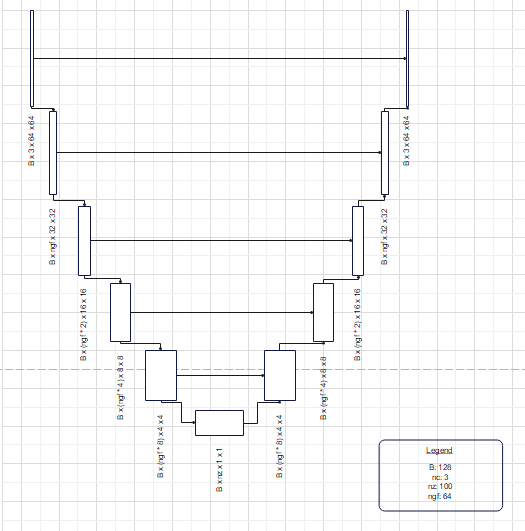 B x 3 x 64 x 64
B x 3 x 64 x 64
B x ngf x 32 x 32
B x ngf x 32 x 32
B x (ngf * 2) x 16 x 16
B x (ngf * 2) x 16 x 16
B x (ngf * 4) x 8 x 8
B x (ngf * 4) x 8 x 8
B x (ngf * 8) x 4 x 4
B x (ngf * 8) x 4 x 4
B x nz x 1 x 1
Legend
B: 128
nc: 3
nz: 100
ngf: 64